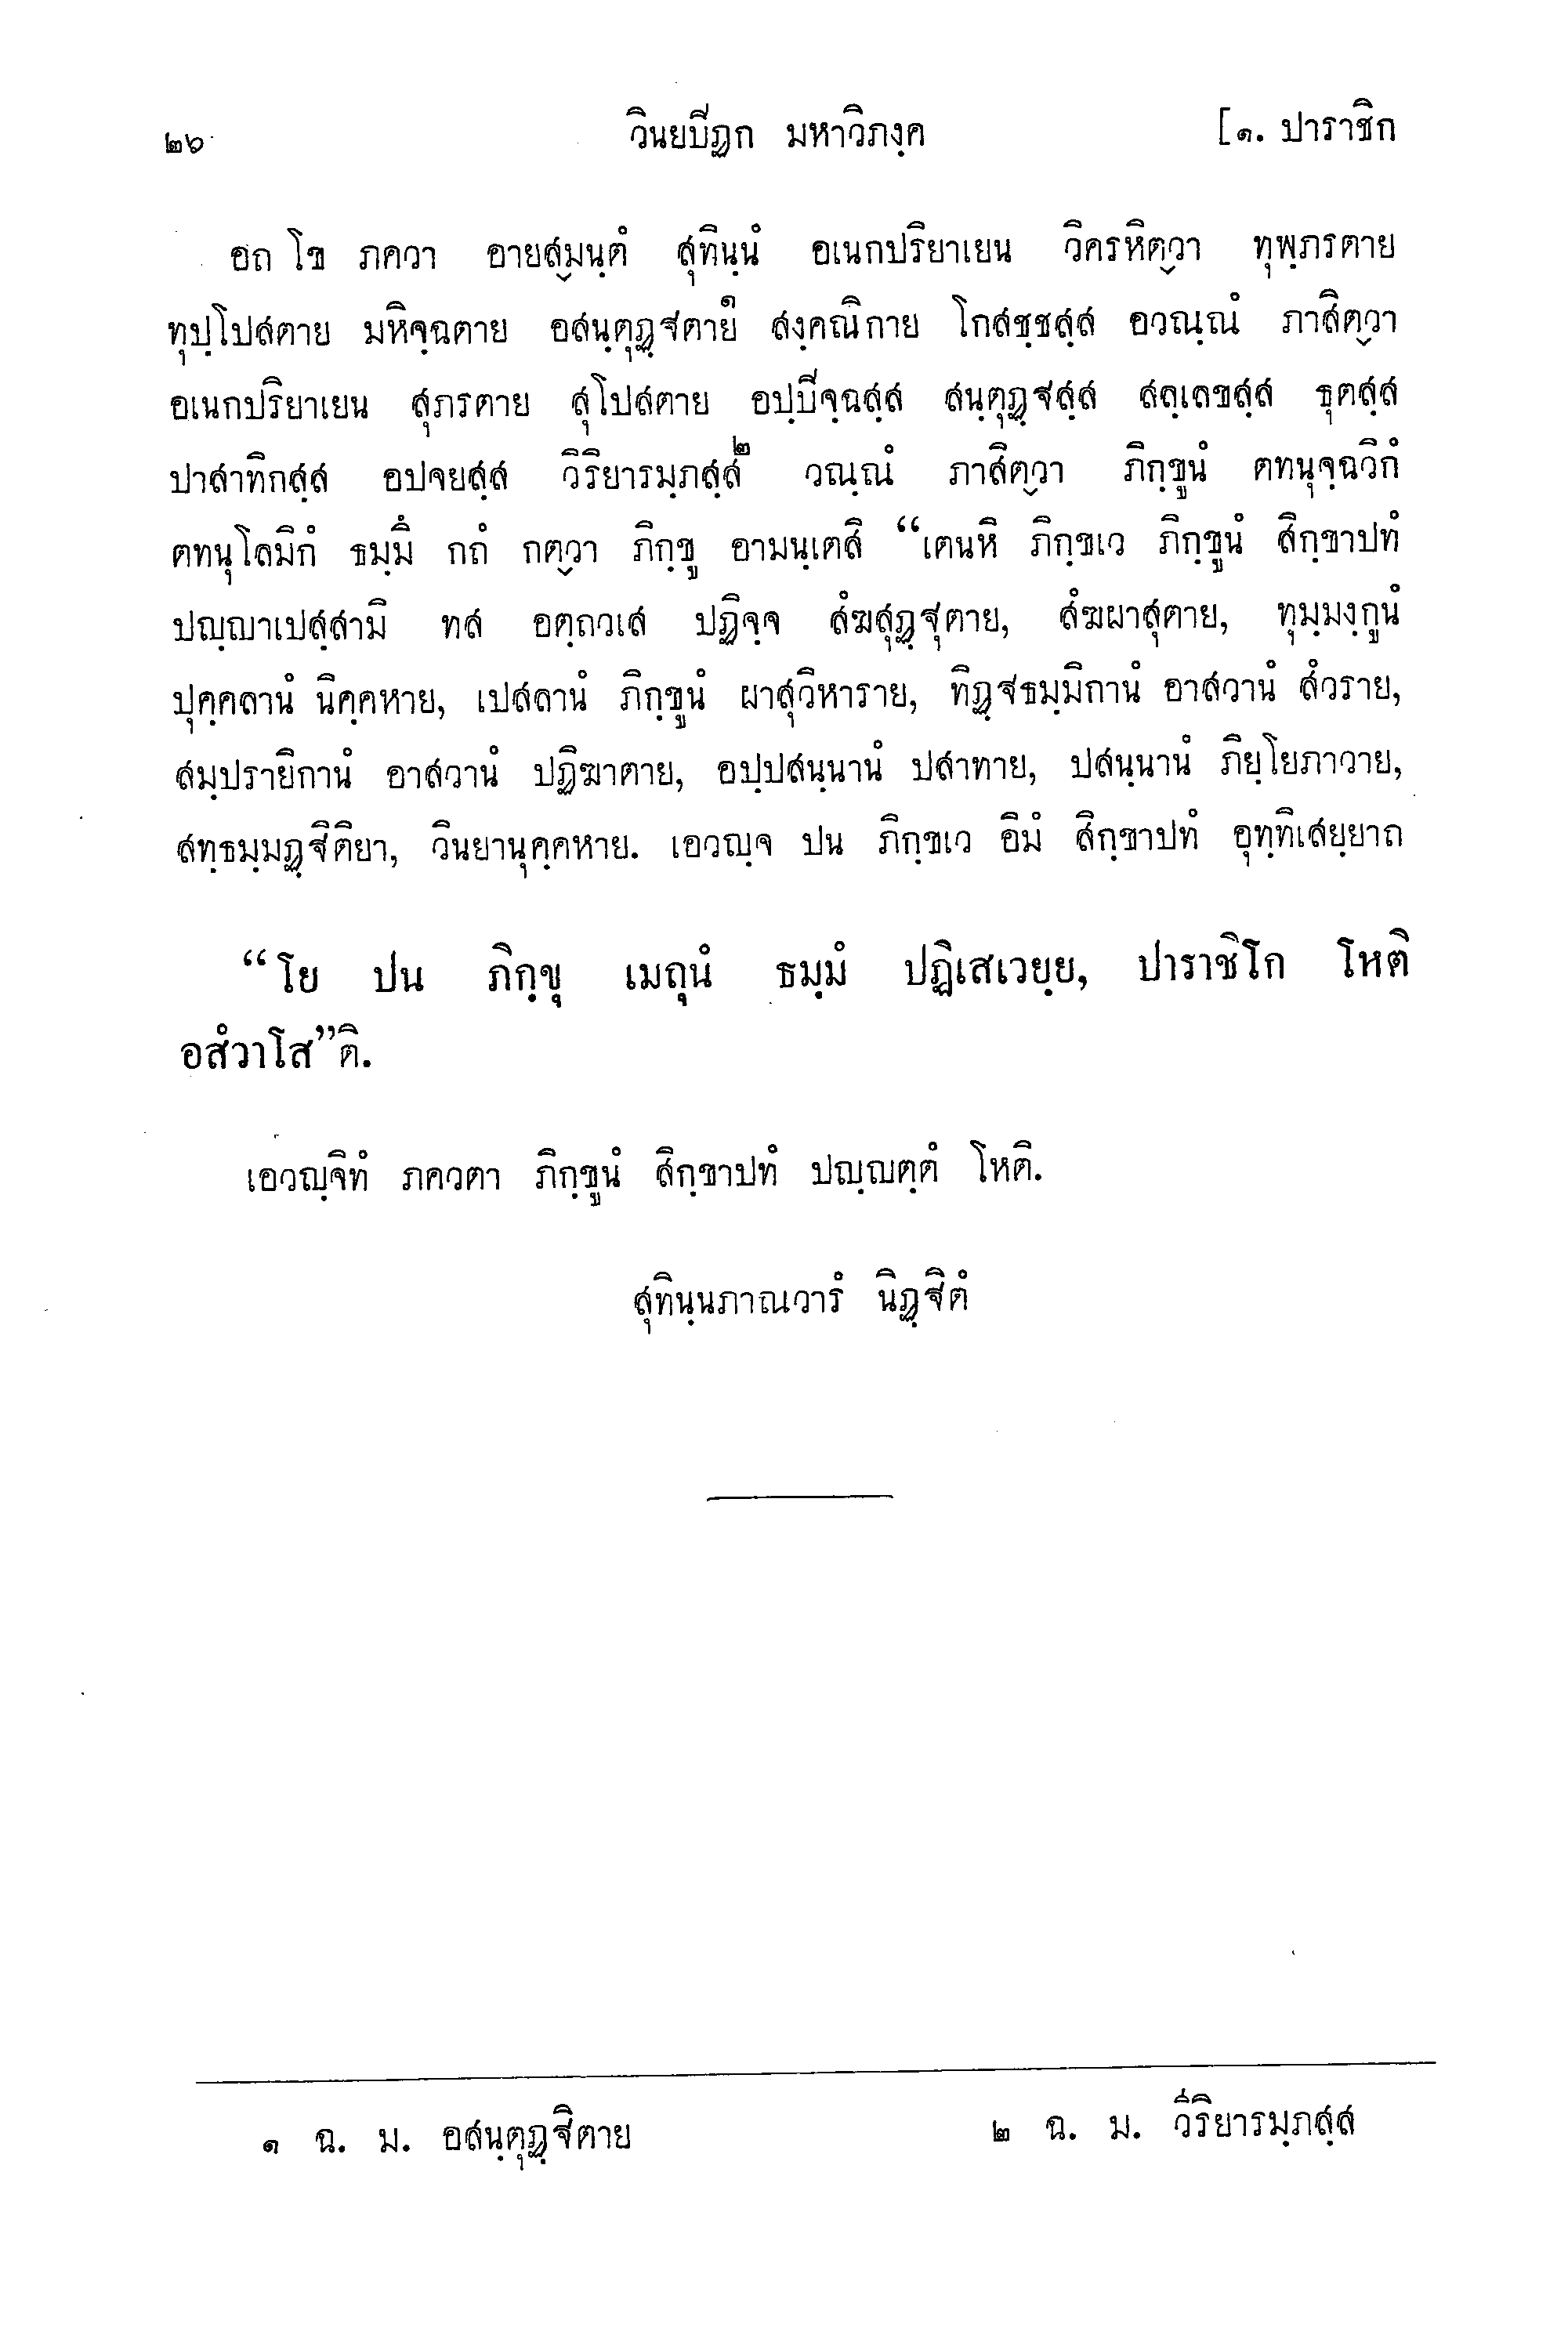 ๒๖ วินยปิฏก มหาวิภงฺค [๑. ปาราชิก
อถ โข ภควา อายสฺมนฺตํ สุทินฺนํ อเนกปริยาเยน วิครหิตฺวา ทุพฺภรตาย
ทุปฺโปสตาย มหิจฺฉตาย อสนฺตุฏฺฐตาย๑ สงฺคณิกาย โกสชฺชสฺส อวณฺณํ ภาสิตฺวา
อเนกปริยาเยน สุภรตาย สุโปสตาย อปฺปิจฺฉสฺส สนฺตุฏฺฐสฺส สลฺเลขสฺส ธุตสฺส
ปาสาทิกสฺส อปจยสฺส วิริยารมฺภสฺส๒ วณฺณํ ภาสิตฺวา ภิกฺขูนํ ตทนุจฺฉวิกํ
ตทนุโลมิกํ ธมฺมึ กถํ กตฺวา ภิกฺขู อามนฺเตสิ “เตนหิ ภิกฺขเว ภิกฺขูนํ สิกฺขาปทํ
ปญฺญาเปสฺสามิ ทส อตฺถวเส ปฏิจฺจ สํฆสุฏฺฐุตาย, สํฆผาสุตาย, ทุมฺมงฺกูนํ
ปุคฺคลานํ นิคฺคหาย, เปสลานํ ภิกฺขูนํ ผาสุวิหาราย, ทิฏฺฐธมฺมิกานํ อาสวานํ สํวราย,
สมฺปรายิกานํ อาสวานํ ปฏิฆาตาย, อปฺปสนฺนานํ ปสาทาย, ปสนฺนานํ ภิยฺโยภาวาย,
สทฺธมฺมฏฺฐิติยา, วินยานุคฺคหาย. เอวญฺจ ปน ภิกฺขเว อิมํ สิกฺขาปทํ อุทฺทิเสยฺยาถ
“โย ปน ภิกฺขุ เมถุนํ ธมฺมํ ปฏิเสเวยฺย, ปาราชิโก โหติ
อสํวาโส”ติ.
เอวญฺจิทํ ภควตา ภิกฺขูนํ สิกฺขาปทํ ปญฺญตฺตํ โหติ.
สุทินฺนภาณวารํ นิฏฺฐิตํ
๑ ฉ. ม. อสนฺตุฏฺฐิตาย ๒ ฉ. ม. วีริยารมฺภสฺส